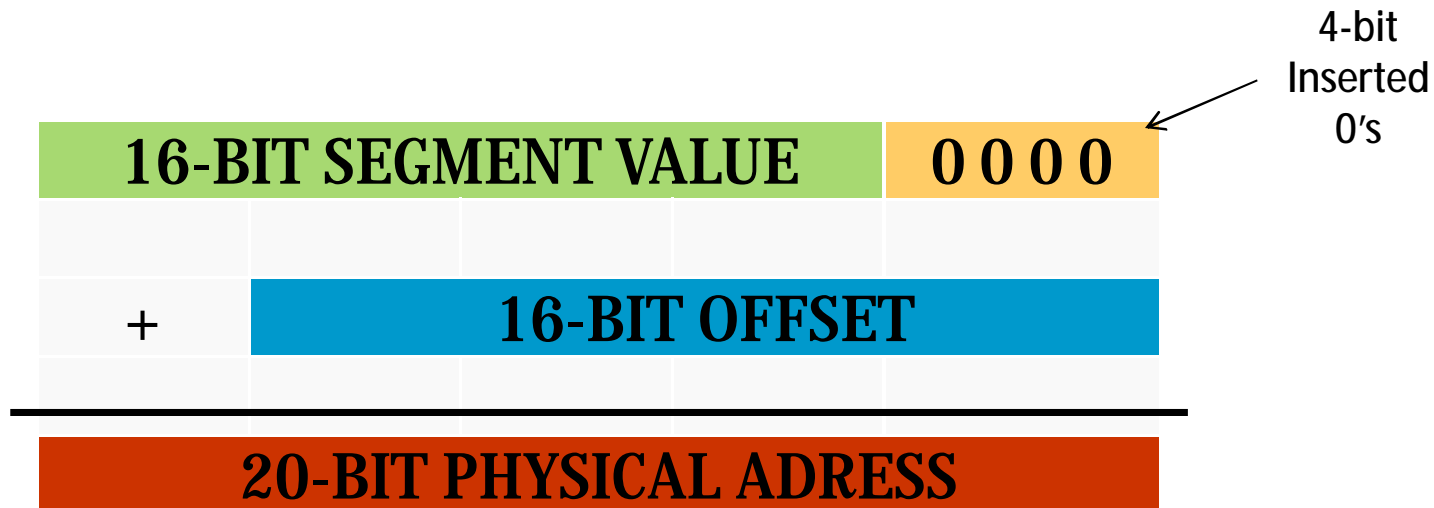 4-bit
Inserted
0's
16-BIT SEGMENT VALUE 0 0 0 0
+ 16-BIT OFFSET
20-BIT PHYSICAL ADRESS